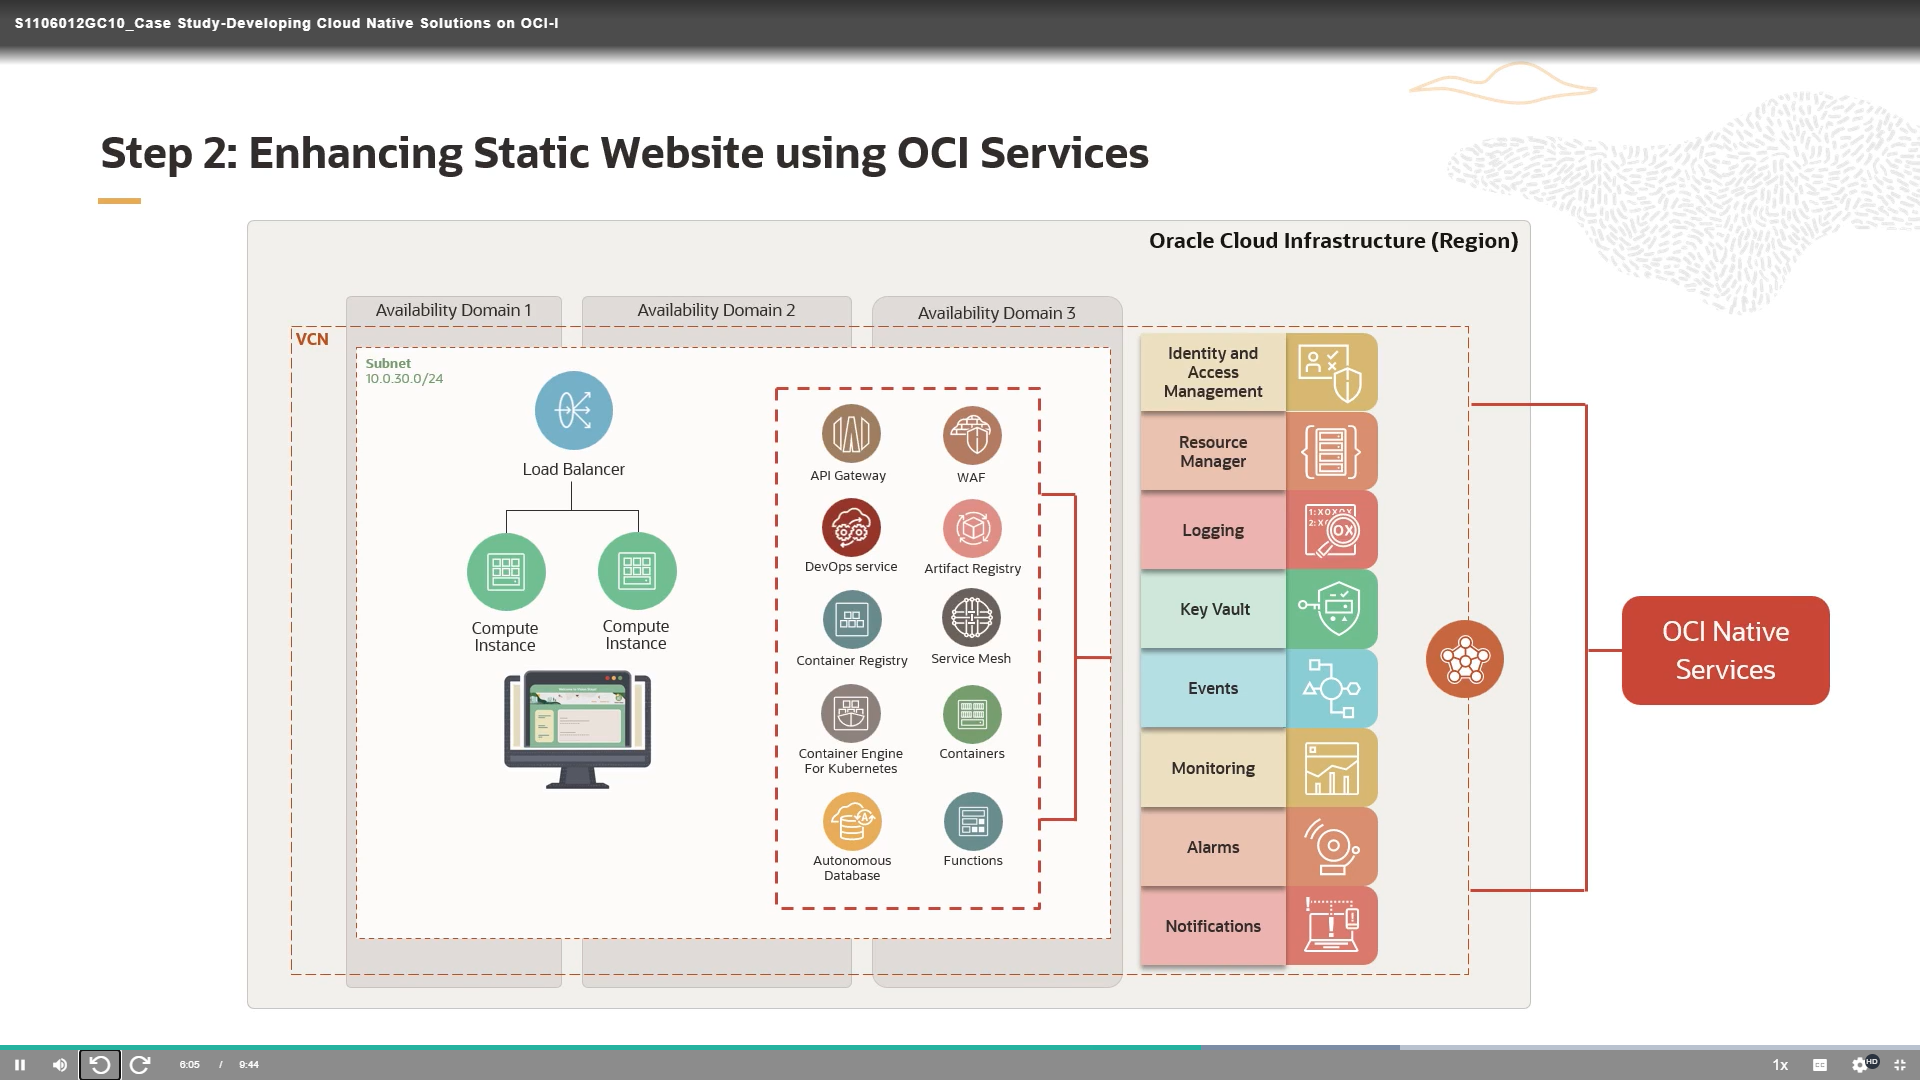 S1106012GC10_Case Study-Developing Cloud Native Solutions on OCI-I
Step 2: Enhancing Static Website using OCI Services
Oracle Cloud Infrastructure (Region)
Availability Domain 1
Availability Domain 2
Availability Domain 3
VCN
Subnet
10.0.30.0/24
Load Balancer
Compute
Instance
Compute
Instance
API Gateway
WAF
DevOps service
Artifact Registry
Container Registry
Service Mesh
Container Engine
For Kubernetes
Containers
Autonomous
Database
Functions
Identity and
Access
Management
Resource
Manager
Logging
Key Vault
Events
Monitoring
Alarms
Notifications
OCI Native
Services
6:05 / 9:44
1x
CC
HD